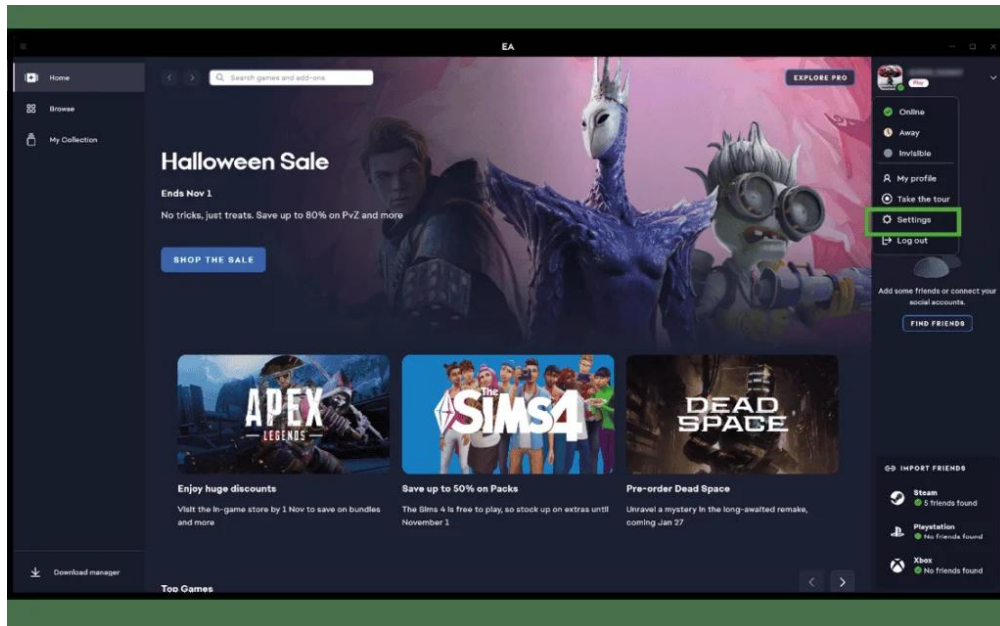 EA
Home
Browse
My Collection
Download manager
Search games and add-ons
EXPLORE PRO
Halloween Sale
Ends Nov 1
No tricks, just treats. Save up to 80% on PvZ and more
SHOP THE SALE
APEX
LEGENDS
Enjoy huge discounts
Visit the in-game store by 1 Nov to save on bundles
and more
The
SIMS4
Save up to 50% on Packs
The Sims 4 is free to play, so stock up on extras until
November 1
DEAD
SPACE
Pre-order Dead Space
Unravel a mystery in the long-awaited remake,
coming Jan 27
Top Games
Play
Online
Away
Invisible
My profile
Take the tour
Settings
Log out
Add some friends or connect your
social accounts.
FIND FRIENDS
IMPORT FRIENDS
Steam
5 friends found
Playstation
No friends found
Xbox
No friends found